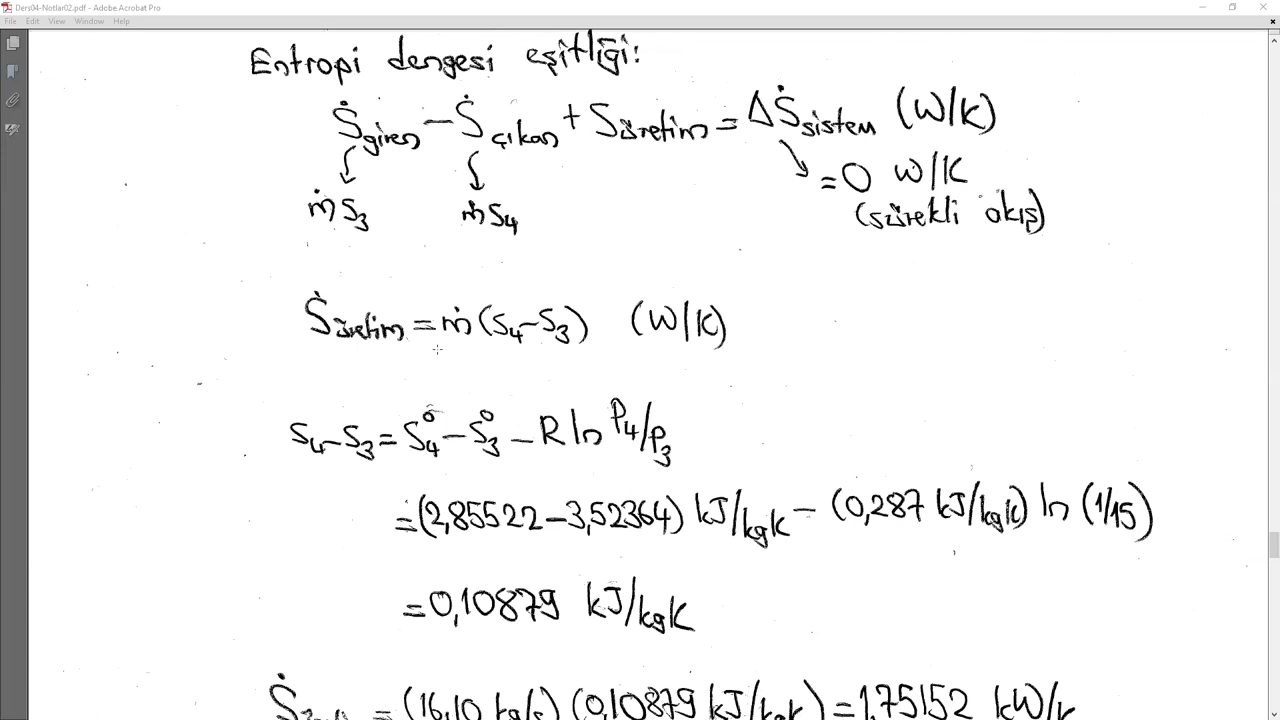 Ders04-Notlar02.pdf - Adobe Acrobat Pro
File Edit View Window Help
Entropi dengesi eşitliği:
Ṡgiren − Ṡçıkan + Süretim = ΔṠsistem (W/K)
= 0 W/K
ṁS3 ṁS4 (sürekli akış)
Ṡüretim = ṁ(S4−S3) (W/K)
S4−S3 = S4⁰ − S3⁰ − R ln P4/P3
= (2,85522−3,52364) kJ/kgK − (0,287 kJ/kgK) ln (1/15)
= 0,10879 kJ/kgK
(16,10 kg/s) (0,10879 kJ/kgK) = 1,75152 kW/K